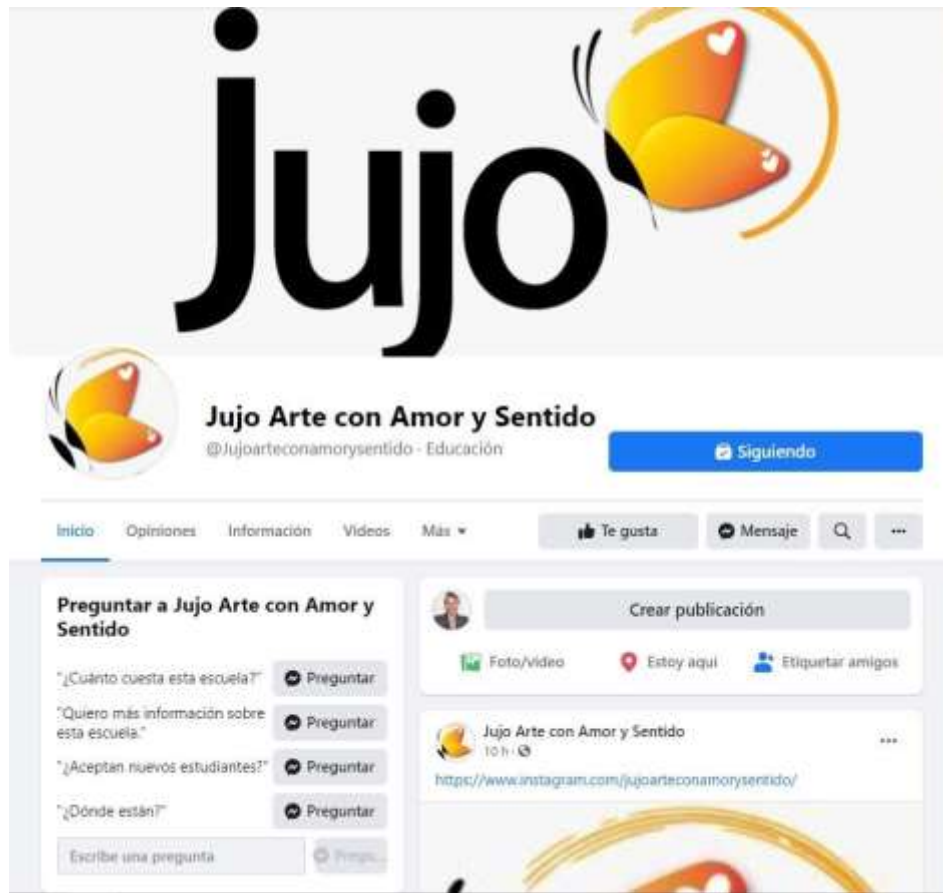 Jujo
Jujo Arte con Amor y Sentido
@Jujoarteconamorysentido · Educación
Siguiendo
Inicio Opiniones Información Videos Más
Te gusta Mensaje
Preguntar a Jujo Arte con Amor y
Sentido
"¿Cuánto cuesta esta escuela?" Preguntar
"Quiero más información sobre
esta escuela." Preguntar
"¿Aceptan nuevos estudiantes?" Preguntar
"¿Dónde están?" Preguntar
Escribe una pregunta
Crear publicación
Foto/video Estoy aquí Etiquetar amigos
Jujo Arte con Amor y Sentido
10 h
https://www.instagram.com/jujoarteconamorysentido/